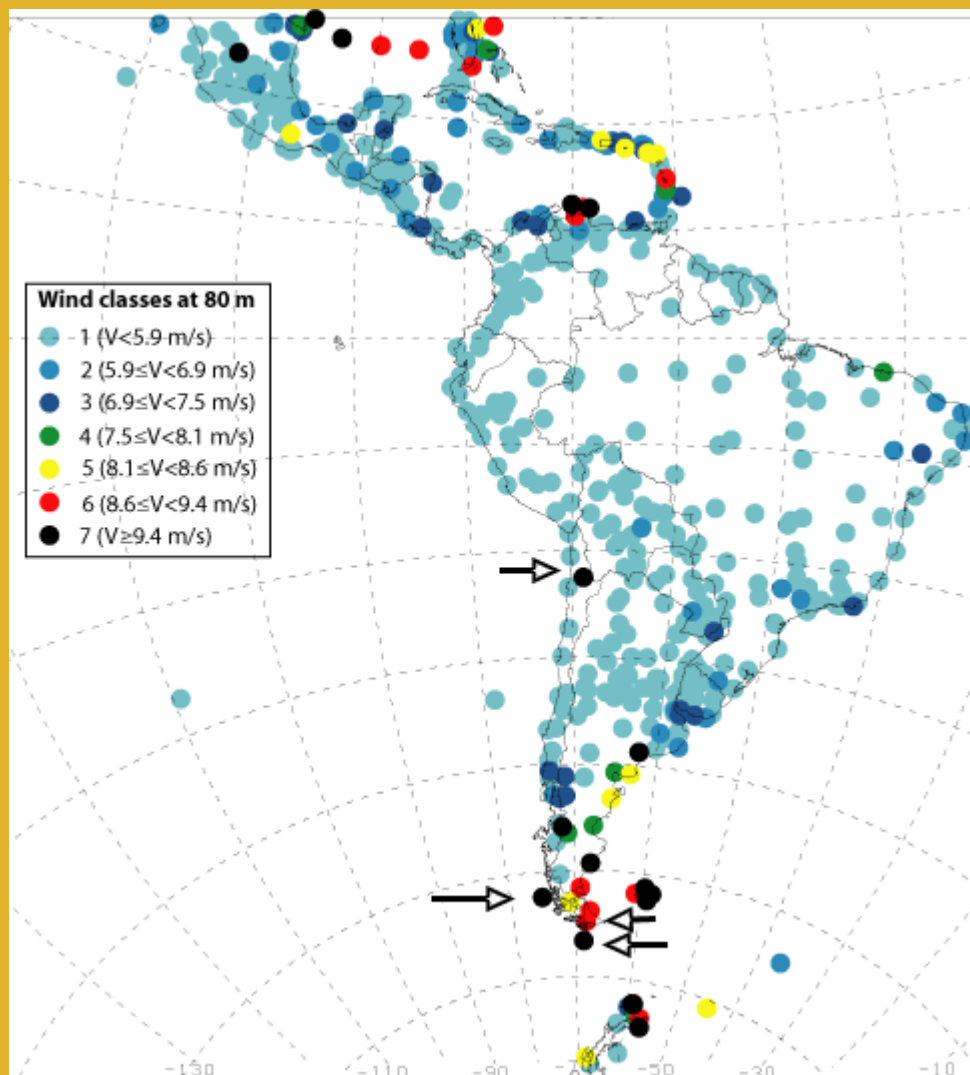 Wind classes at 80 m
1 (V<5.9 m/s)
2 (5.9≤V<6.9 m/s)
3 (6.9≤V<7.5 m/s)
4 (7.5≤V<8.1 m/s)
5 (8.1≤V<8.6 m/s)
6 (8.6≤V<9.4 m/s)
7 (V≥9.4 m/s)
-130
-90
-50
-30
-10